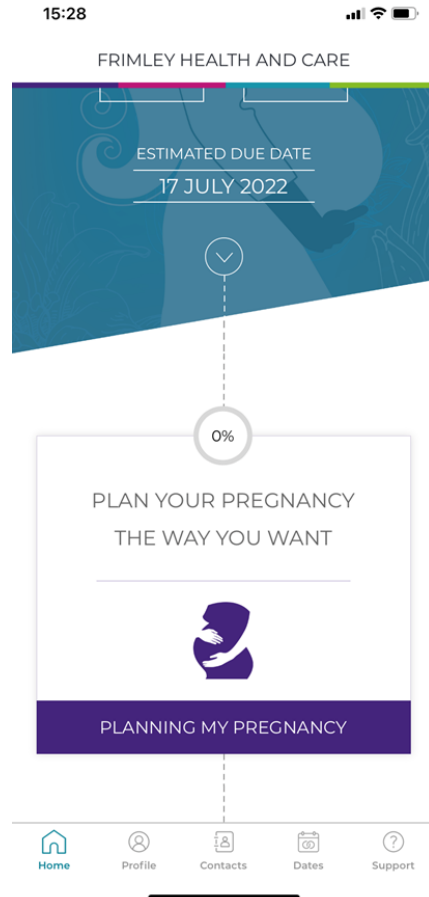 15:28
FRIMLEY HEALTH AND CARE
ESTIMATED DUE DATE
17 JULY 2022
0%
PLAN YOUR PREGNANCY
THE WAY YOU WANT
PLANNING MY PREGNANCY
Home Profile Contacts Dates Support